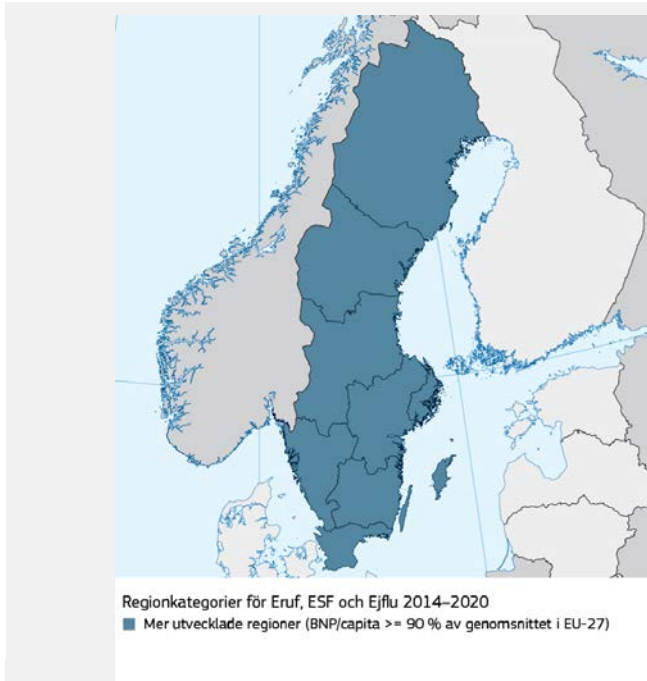 Regionkategorier för Eruf, ESF och Ejflu 2014–2020
Mer utvecklade regioner (BNP/capita >= 90 % av genomsnittet i EU-27)